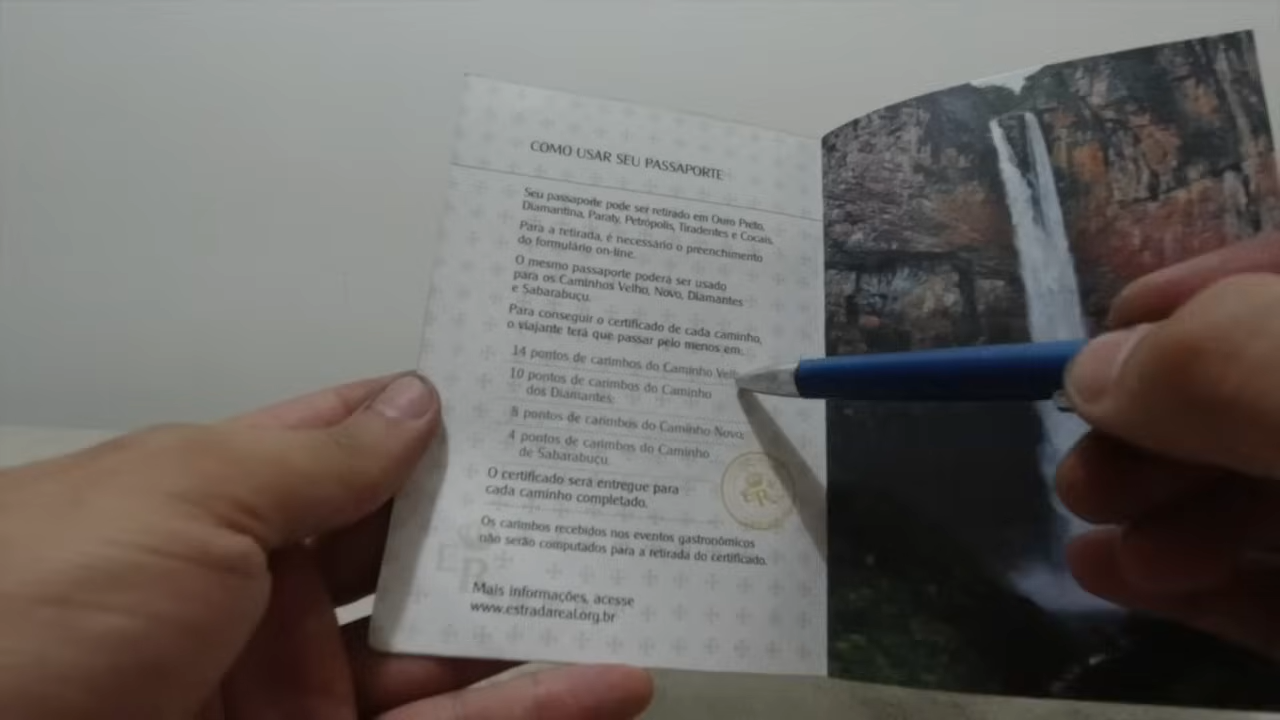 COMO USAR SEU PASSAPORTE
Seu passaporte pode ser retirado em Ouro Preto,
Diamantina, Paraty, Petrópolis, Tiradentes e Cocais.
Para a retirada, é necessário o preenchimento
do formulário on-line.
O mesmo passaporte poderá ser usado
para os Caminhos Velho, Novo, Diamantes
e Sabarabuçu.
Para conseguir o certificado de cada caminho,
o viajante terá que passar pelo menos em:
14 pontos de carimbos do Caminho
10 pontos de carimbos do Caminho
dos Diamantes;
8 pontos de carimbos do Caminho Novo;
4 pontos de carimbos do Caminho
de Sabarabuçu.
O certificado será entregue para
cada caminho completado.
ER
Os carimbos recebidos nos eventos gastronômicos
não serão computados para a retirada do certificado.
ER
Mais informações, acesse
www.estradareal.org.br